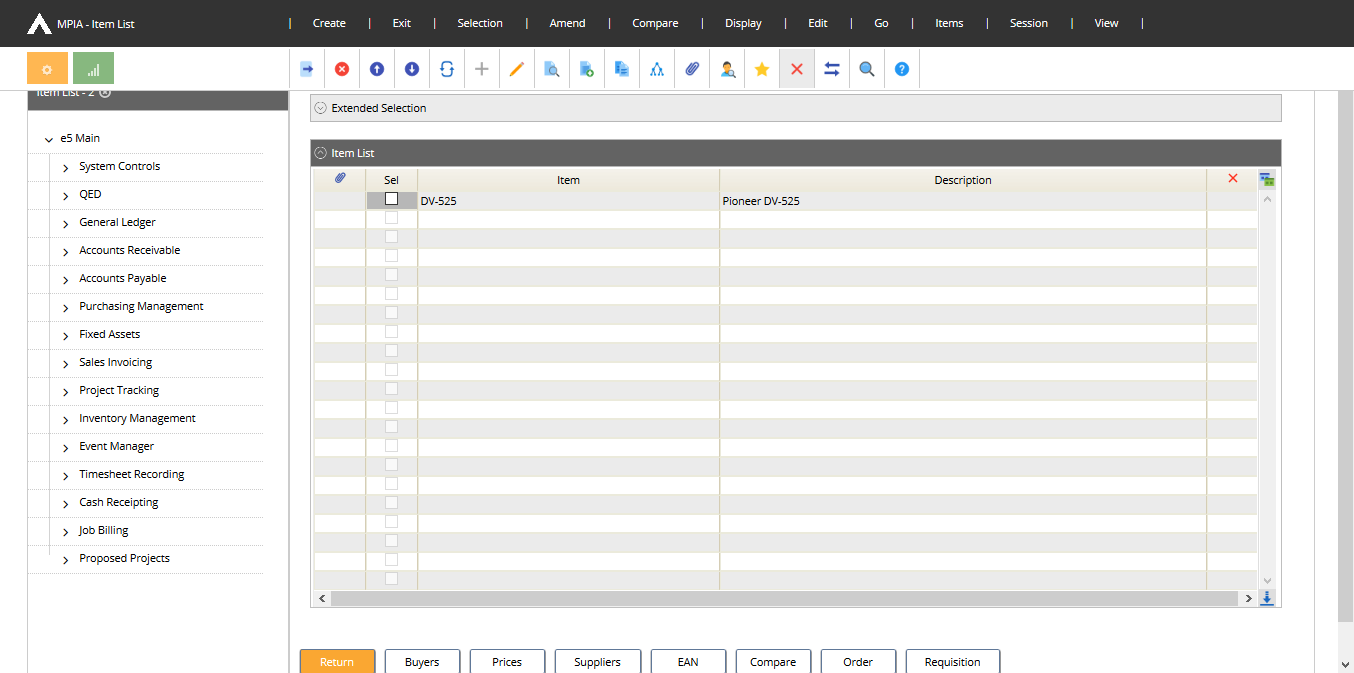 MPIA - Item List
| Create | Exit | Selection | Amend | Compare | Display | Edit | Go | Items | Session | View |
Item List - 2
e5 Main
System Controls
QED
General Ledger
Accounts Receivable
Accounts Payable
Purchasing Management
Fixed Assets
Sales Invoicing
Project Tracking
Inventory Management
Event Manager
Timesheet Recording
Cash Receipting
Job Billing
Proposed Projects
Extended Selection
Item List
Sel Item Description
DV-525 Pioneer DV-525
Return Buyers Prices Suppliers EAN Compare Order Requisition